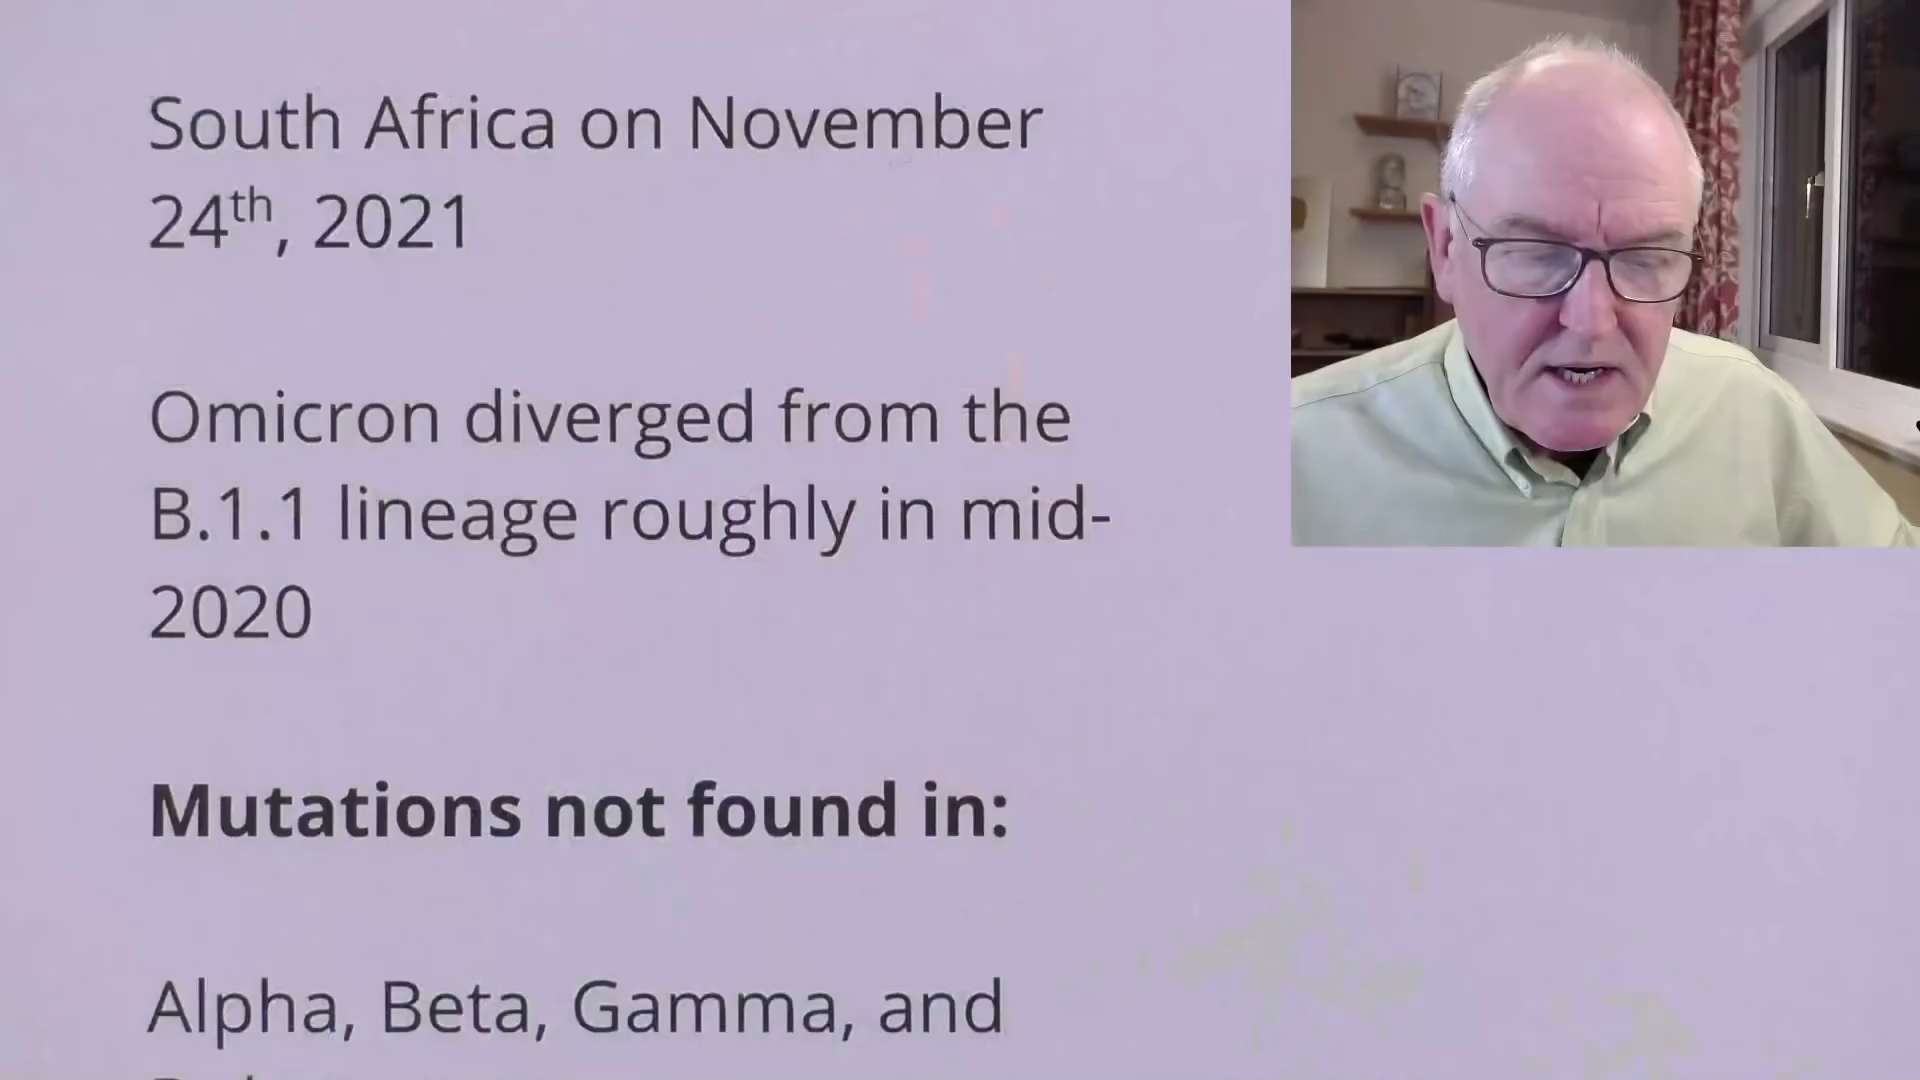 South Africa on November
24th, 2021
Omicron diverged from the
B.1.1 lineage roughly in mid-
2020
Mutations not found in:
Alpha, Beta, Gamma, and